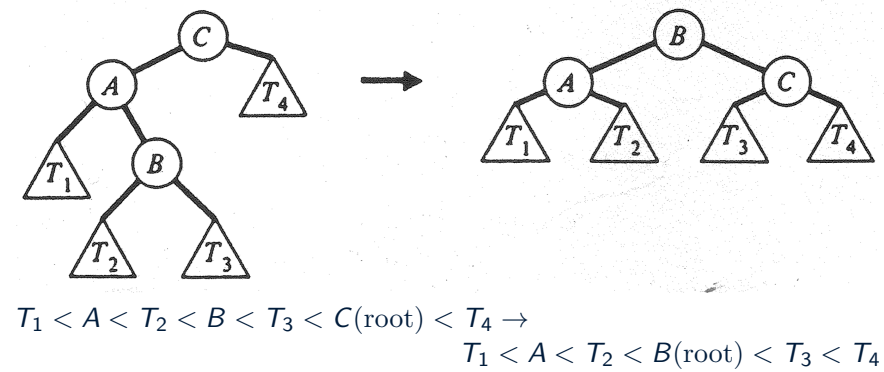 C
B
A
T4
A
C
T1
B
T1
T2
T3
T4
T2
T3
T1 < A < T2 < B < T3 < C(root) < T4 →
T1 < A < T2 < B(root) < T3 < T4